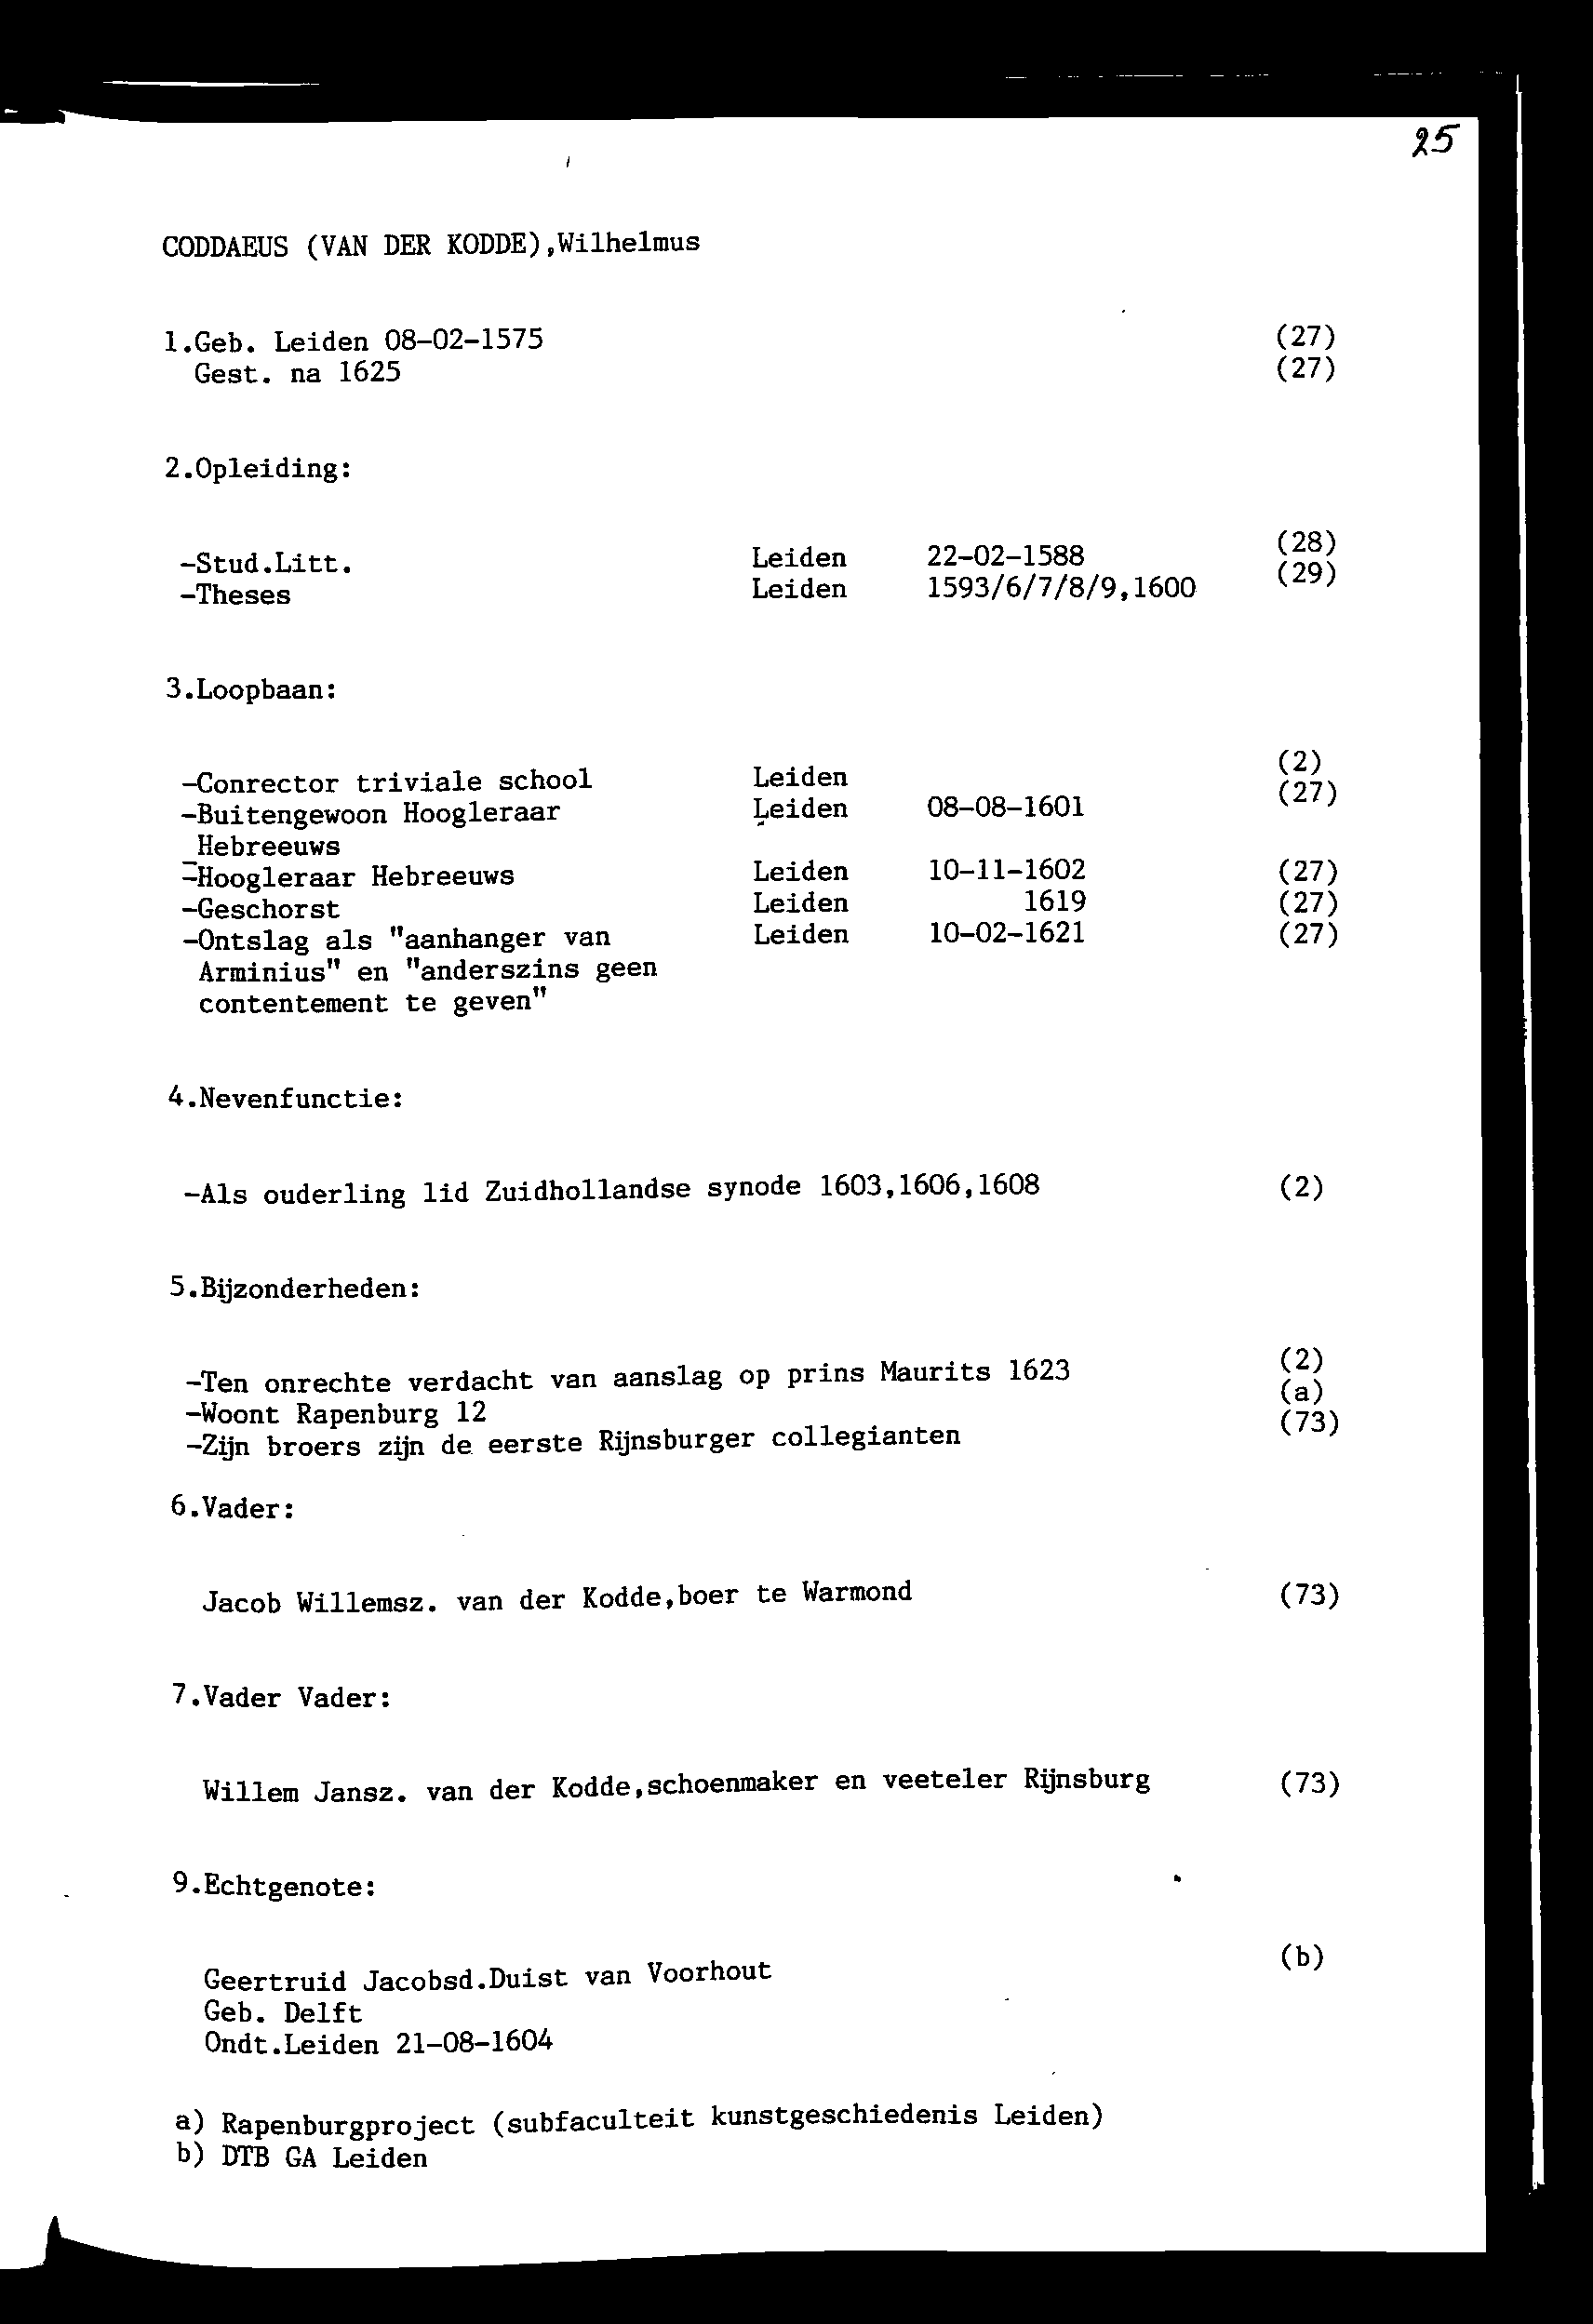 25
CODDAEUS (VAN DER KODDE),Wilhelmus
1.Geb. Leiden 08-02-1575 (27)
Gest. na 1625 (27)
2.Opleiding:
-Stud.Litt. Leiden 22-02-1588 (28)
-Theses Leiden 1593/6/7/8/9,1600 (29)
3.Loopbaan:
-Conrector triviale school Leiden (2)
-Buitengewoon Hoogleraar Leiden 08-08-1601 (27)
Hebreeuws
-Hoogleraar Hebreeuws Leiden 10-11-1602 (27)
-Geschorst Leiden 1619 (27)
-Ontslag als "aanhanger van Leiden 10-02-1621 (27)
Arminius" en "anderszins geen
contentement te geven"
4.Nevenfunctie:
-Als ouderling lid Zuidhollandse synode 1603,1606,1608 (2)
5.Bijzonderheden:
-Ten onrechte verdacht van aanslag op prins Maurits 1623 (2)
-Woont Rapenburg 12 (a)
-Zijn broers zijn de eerste Rijnsburger collegianten (73)
6.Vader:
Jacob Willemsz. van der Kodde,boer te Warmond (73)
7.Vader Vader:
Willem Jansz. van der Kodde,schoenmaker en veeteler Rijnsburg (73)
9.Echtgenote:
Geertruid Jacobsd.Duist van Voorhout (b)
Geb. Delft
Ondt.Leiden 21-08-1604
a) Rapenburgproject (subfaculteit kunstgeschiedenis Leiden)
b) DTB GA Leiden